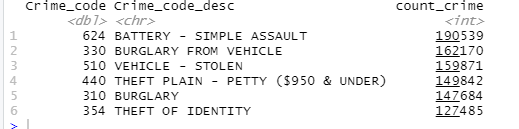 Crime_code Crime_code_desc count_crime
<dbl> <chr> <int>
1 624 BATTERY - SIMPLE ASSAULT 190539
2 330 BURGLARY FROM VEHICLE 162170
3 510 VEHICLE - STOLEN 159871
4 440 THEFT PLAIN - PETTY ($950 & UNDER) 149842
5 310 BURGLARY 147684
6 354 THEFT OF IDENTITY 127485
>